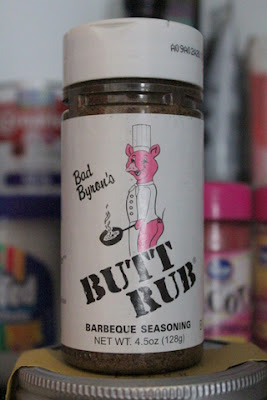 Bad
Byron's
BUTT
RUB®
BARBEQUE SEASONING
NET WT. 4.5oz (128g)